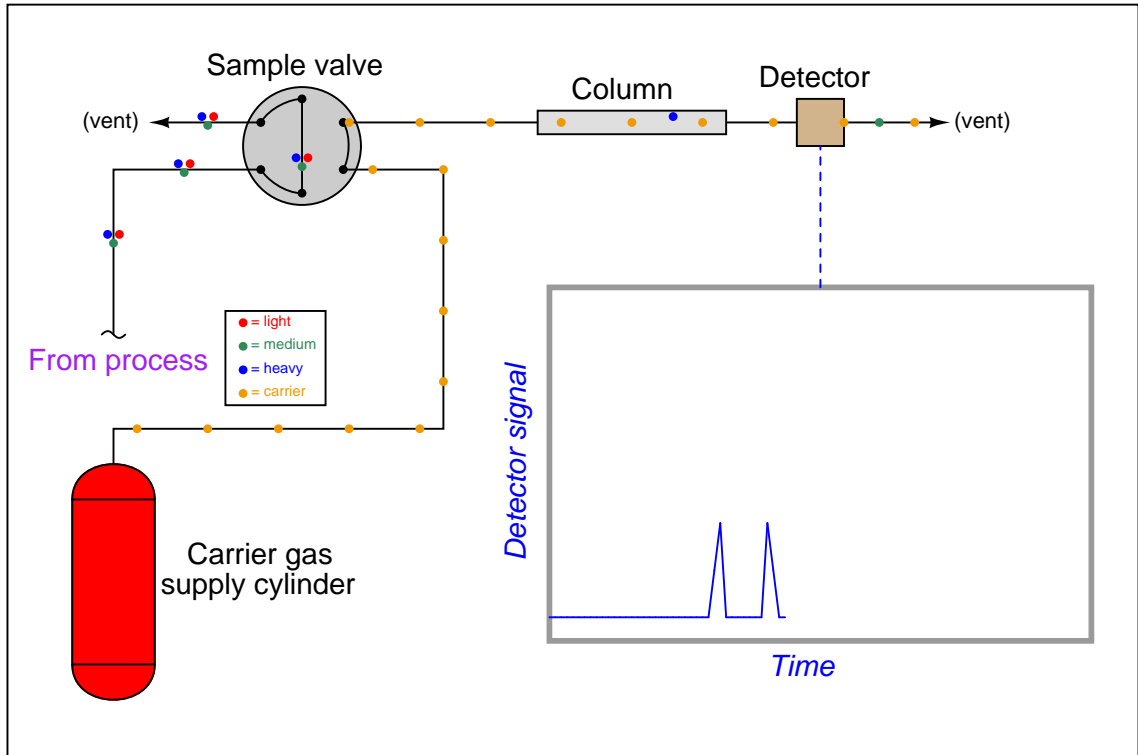 Sample valve
Column
Detector
(vent)
(vent)
= light
= medium
= heavy
= carrier
From process
Carrier gas
supply cylinder
Detector signal
Time